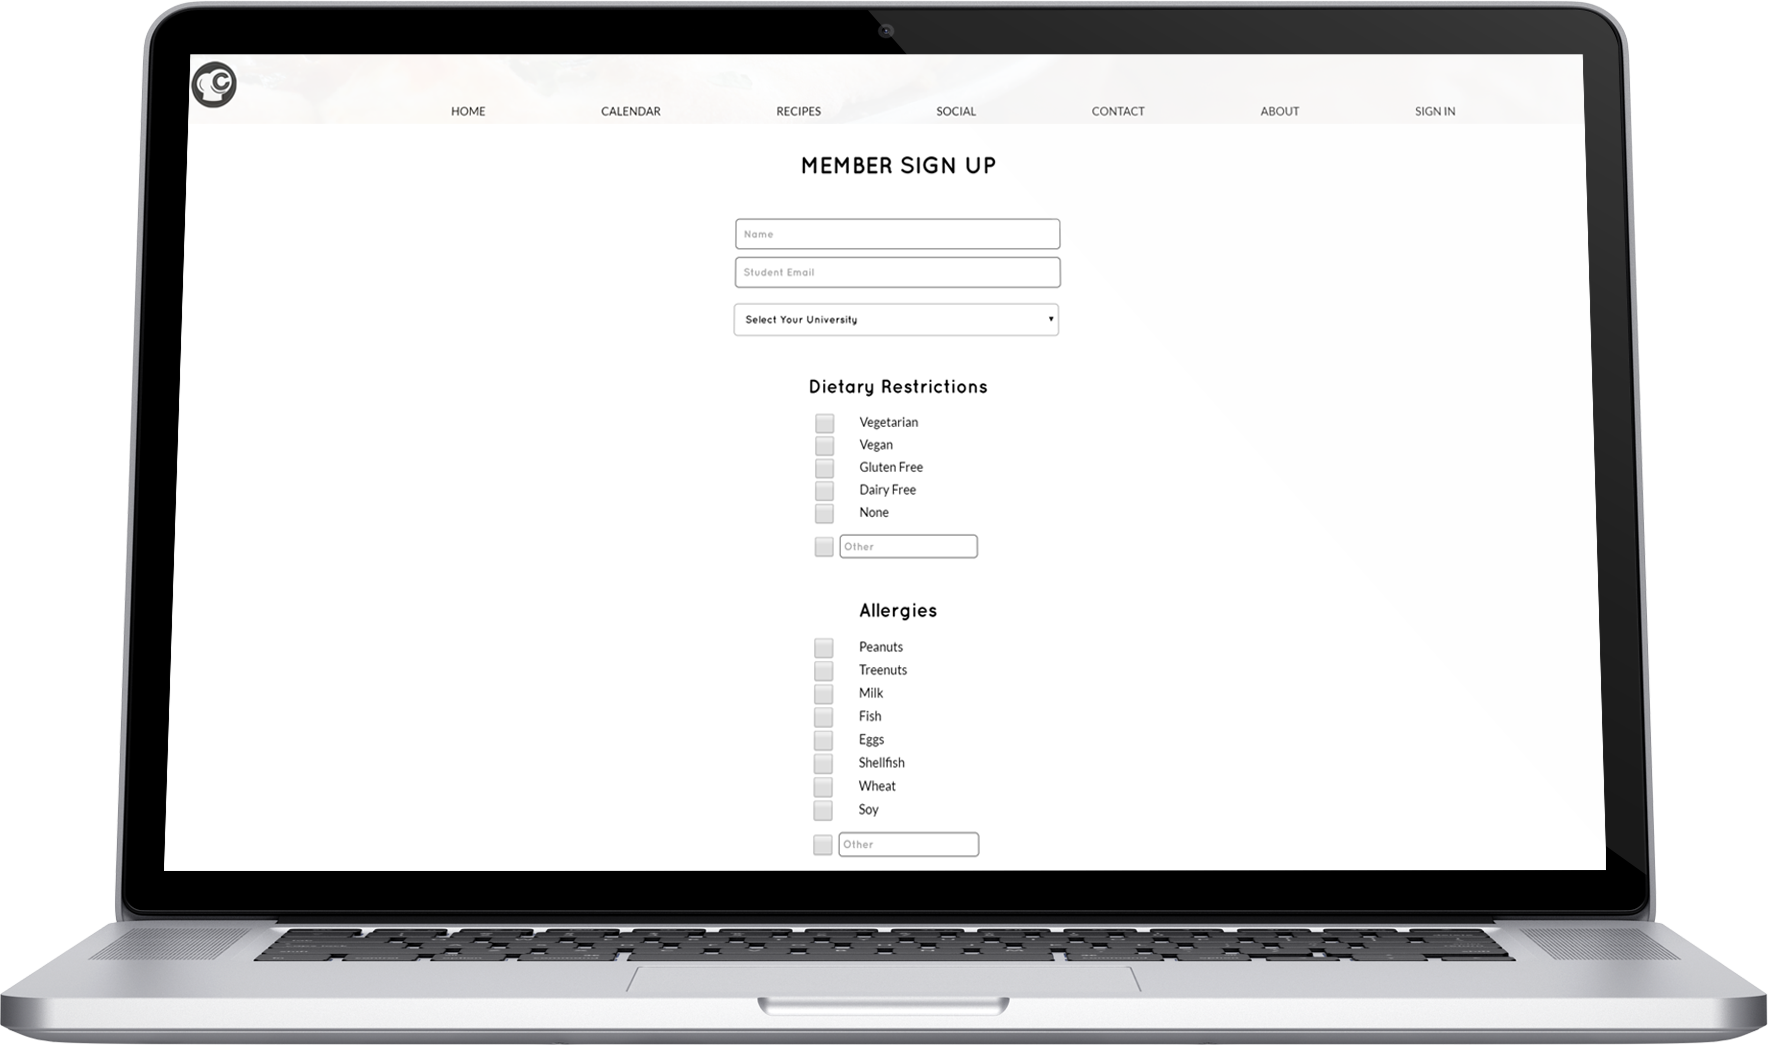 HOME CALENDAR RECIPES SOCIAL CONTACT ABOUT SIGN IN
MEMBER SIGN UP
Name
Student Email
Select Your University
Dietary Restrictions
Vegetarian
Vegan
Gluten Free
Dairy Free
None
Other
Allergies
Peanuts
Treenuts
Milk
Fish
Eggs
Shellfish
Wheat
Soy
Other